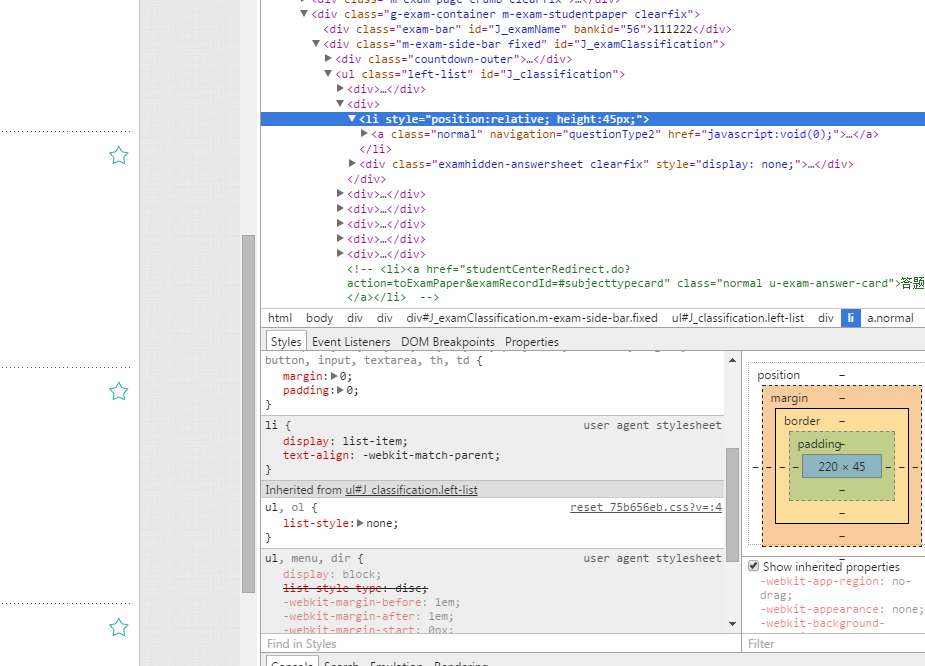 <div class="g-exam-container m-exam-studentpaper clearfix">
<div class="exam-bar" id="J_examName" bankid="56">111222</div>
<div class="m-exam-side-bar fixed" id="J_examClassification">
<div class="countdown-outer">…</div>
<ul class="left-list" id="J_classification">
<div>…</div>
<div>
<li style="position:relative; height:45px;">
<a class="normal" navigation="questionType2" href="javascript:void(0);">…</a>
</li>
<div class="examhidden-answersheet clearfix" style="display: none;">…</div>
</div>
<div>…</div>
<div>…</div>
<div>…</div>
<div>…</div>
<div>…</div>
<!-- <li><a href="studentCenterRedirect.do?
action=toExamPaper&examRecordId=#subjecttypecard" class="normal u-exam-answer-card">答题
</a></li> -->
html body div div div#J_examClassification.m-exam-side-bar.fixed ul#J_classification.left-list div li a.normal
Styles Event Listeners DOM Breakpoints Properties
button, input, textarea, th, td {
margin: 0;
padding: 0;
}
li { user agent stylesheet
display: list-item;
text-align: -webkit-match-parent;
}
Inherited from ul#J_classification.left-list
ul, ol { reset_75b656eb.css?v=:4
list-style: none;
}
ul, menu, dir { user agent stylesheet
display: block;
list-style-type: disc;
-webkit-margin-before: 1em;
-webkit-margin-after: 1em;
-webkit-margin-start: 0px;
Find in Styles
Console Search Emulation Rendering
position –
margin –
border –
padding –
– – – – 220 × 45 – – – –
–
–
–
–
Show inherited properties
-webkit-app-region: no-
drag;
-webkit-appearance: none;
-webkit-background-
Filter